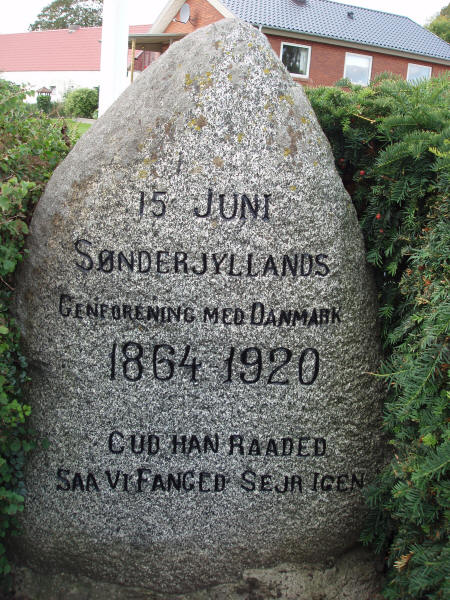 15 JUNI
SØNDERJYLLANDS
GENFORENING MED DANMARK
1864-1920
GUD HAN RAADED
SAA VI FANGED SEJR IGEN